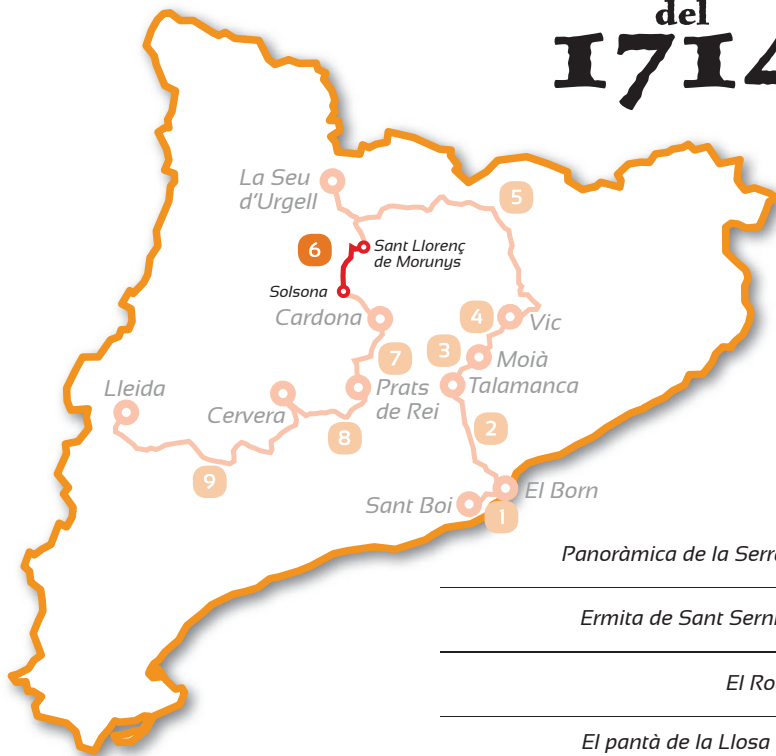 del
1714
La Seu
d'Urgell
5
6
Sant Llorenç
de Morunys
Solsona
Cardona
4
Vic
3
7
Moià
Lleida
Prats
de Rei
Talamanca
Cervera
8
2
9
Sant Boi
El Born
1
Panoràmica de la Serr
Ermita de Sant Serni
El Ro
El pantà de la Llosa